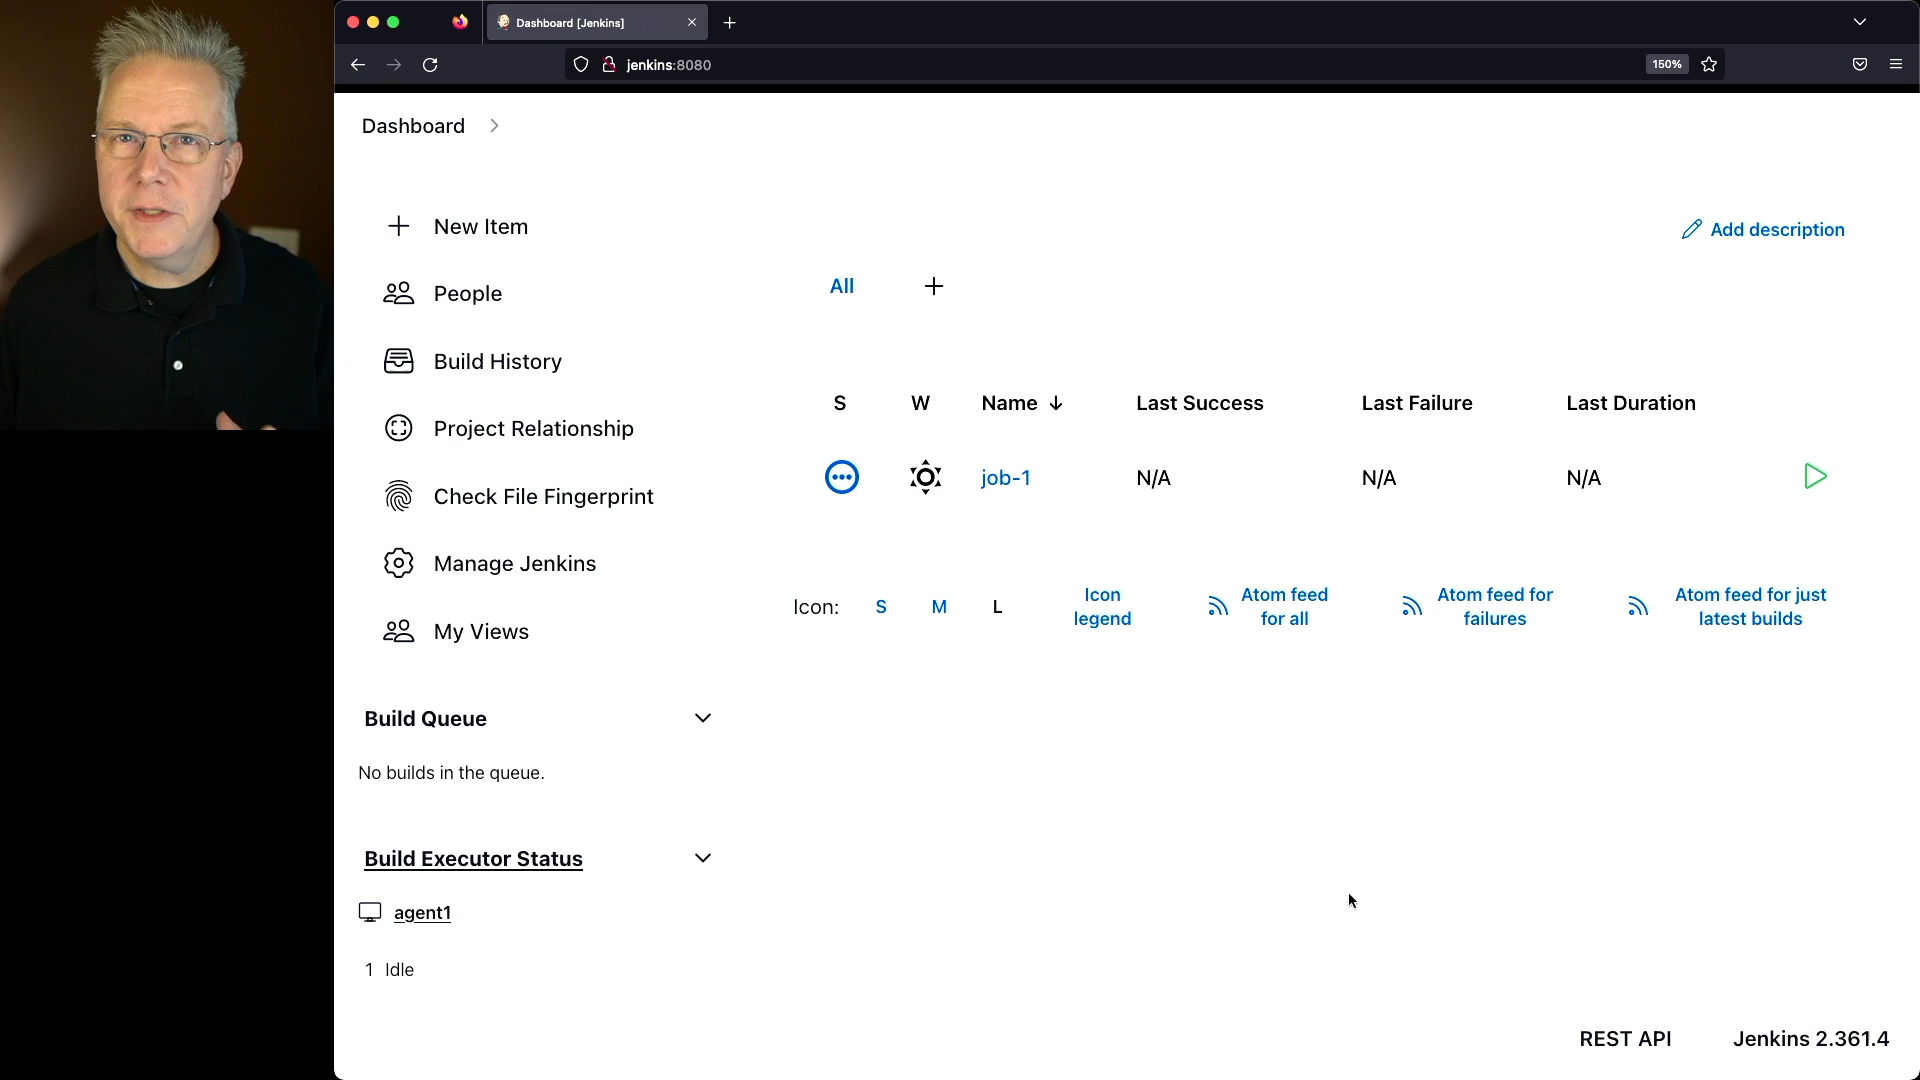 Dashboard [Jenkins]
jenkins:8080
150%
Dashboard
New Item
Add description
People
All
Build History
S W Name Last Success Last Failure Last Duration
Project Relationship
job-1 N/A N/A N/A
Check File Fingerprint
Manage Jenkins
Icon: S M L
Icon
legend
Atom feed
for all
Atom feed for
failures
Atom feed for just
latest builds
My Views
Build Queue
No builds in the queue.
Build Executor Status
agent1
1 Idle
REST API Jenkins 2.361.4